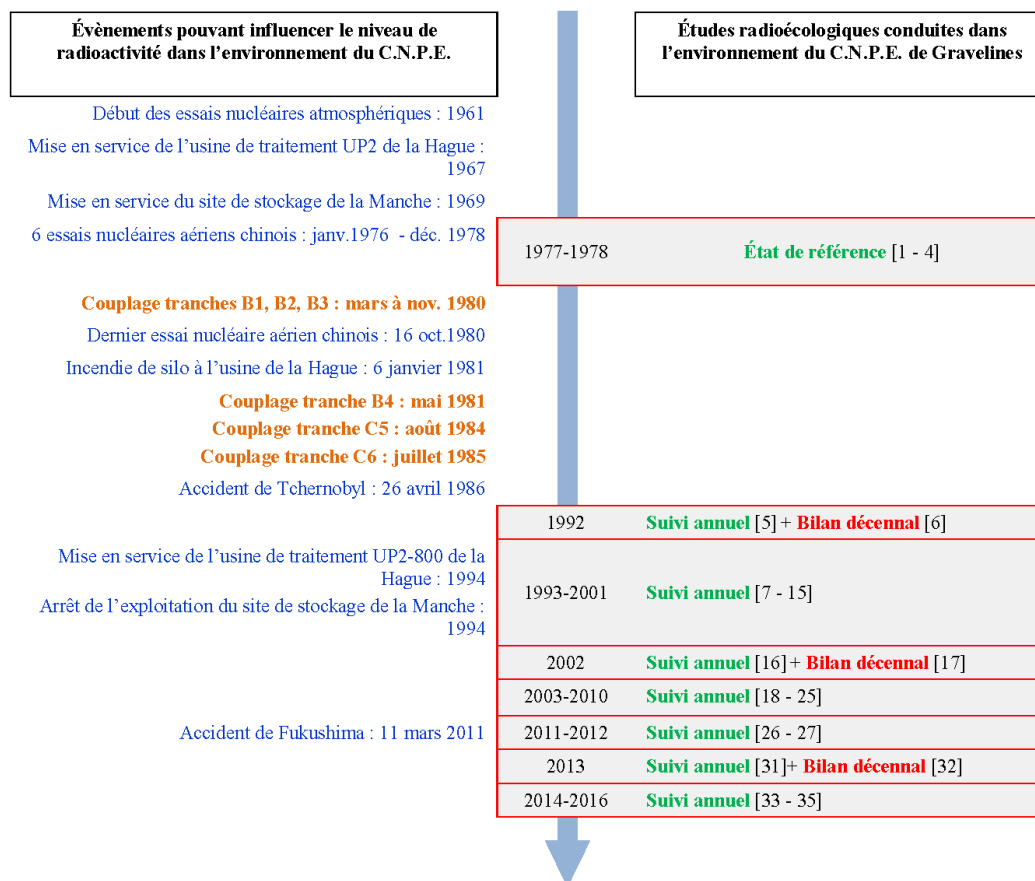 Évènements pouvant influencer le niveau de
radioactivité dans l'environnement du C.N.P.E.
Études radioécologiques conduites dans
l'environnement du C.N.P.E. de Gravelines
Début des essais nucléaires atmosphériques : 1961
Mise en service de l'usine de traitement UP2 de la Hague :
1967
Mise en service du site de stockage de la Manche : 1969
6 essais nucléaires aériens chinois : janv.1976 - déc. 1978
1977-1978 État de référence [1 - 4]
Couplage tranches B1, B2, B3 : mars à nov. 1980
Dernier essai nucléaire aérien chinois : 16 oct.1980
Incendie de silo à l'usine de la Hague : 6 janvier 1981
Couplage tranche B4 : mai 1981
Couplage tranche C5 : août 1984
Couplage tranche C6 : juillet 1985
Accident de Tchernobyl : 26 avril 1986
1992 Suivi annuel [5] + Bilan décennal [6]
Mise en service de l'usine de traitement UP2-800 de la
Hague : 1994
Arrêt de l'exploitation du site de stockage de la Manche :
1994
1993-2001 Suivi annuel [7 - 15]
2002 Suivi annuel [16] + Bilan décennal [17]
2003-2010 Suivi annuel [18 - 25]
Accident de Fukushima : 11 mars 2011
2011-2012 Suivi annuel [26 - 27]
2013 Suivi annuel [31]+ Bilan décennal [32]
2014-2016 Suivi annuel [33 - 35]